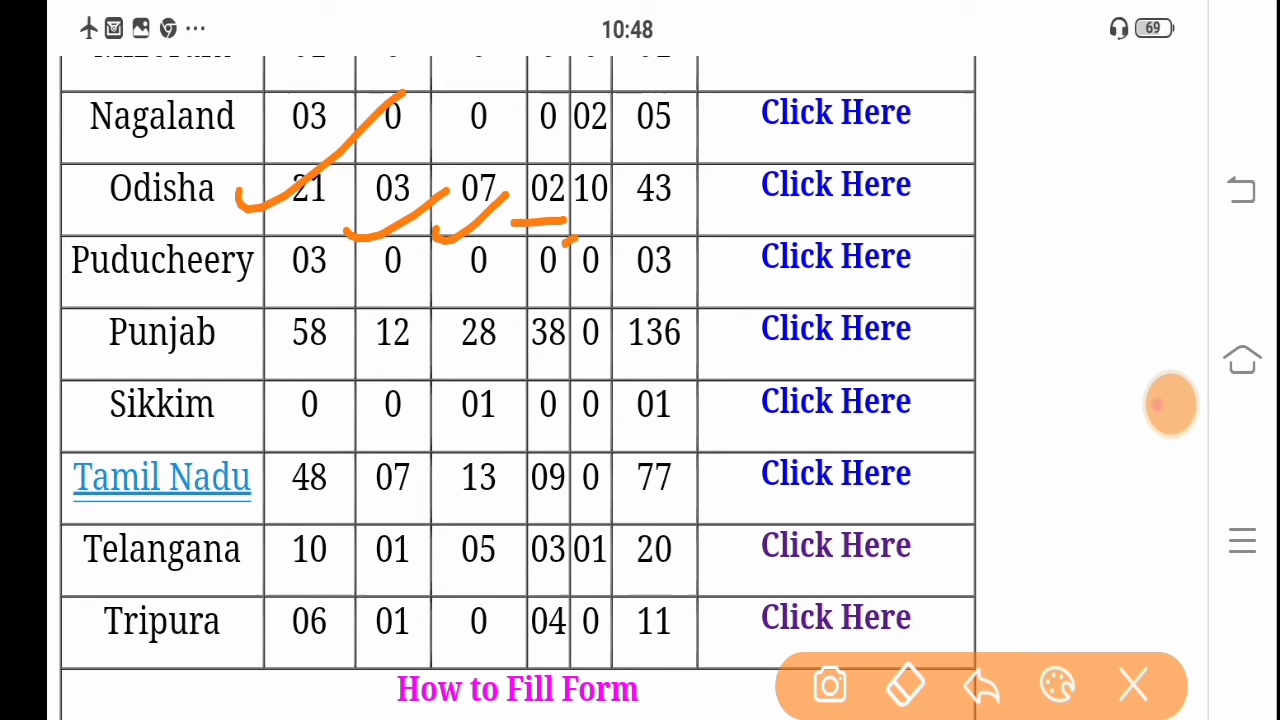 10:48
69
Nagaland 03 0 0 0 02 05 Click Here
Odisha 21 03 07 02 10 43 Click Here
Puducheery 03 0 0 0 0 03 Click Here
Punjab 58 12 28 38 0 136 Click Here
Sikkim 0 0 01 0 0 01 Click Here
Tamil Nadu 48 07 13 09 0 77 Click Here
Telangana 10 01 05 03 01 20 Click Here
Tripura 06 01 0 04 0 11 Click Here
How to Fill Form